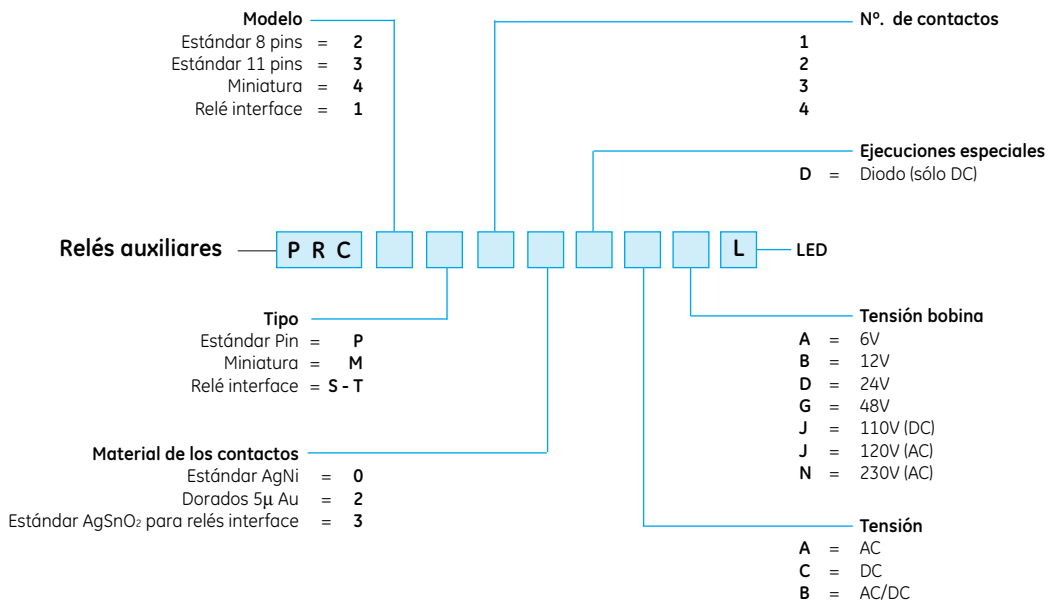 Modelo
Estándar 8 pins = 2
Estándar 11 pins = 3
Miniatura = 4
Relé interface = 1
Nº. de contactos
1
2
3
4
Ejecuciones especiales
D = Diodo (sólo DC)
Relés auxiliares P R C L LED
Tipo
Estándar Pin = P
Miniatura = M
Relé interface = S - T
Material de los contactos
Estándar AgNi = 0
Dorados 5µ Au = 2
Estándar AgSnO₂ para relés interface = 3
Tensión bobina
A = 6V
B = 12V
D = 24V
G = 48V
J = 110V (DC)
J = 120V (AC)
N = 230V (AC)
Tensión
A = AC
C = DC
B = AC/DC